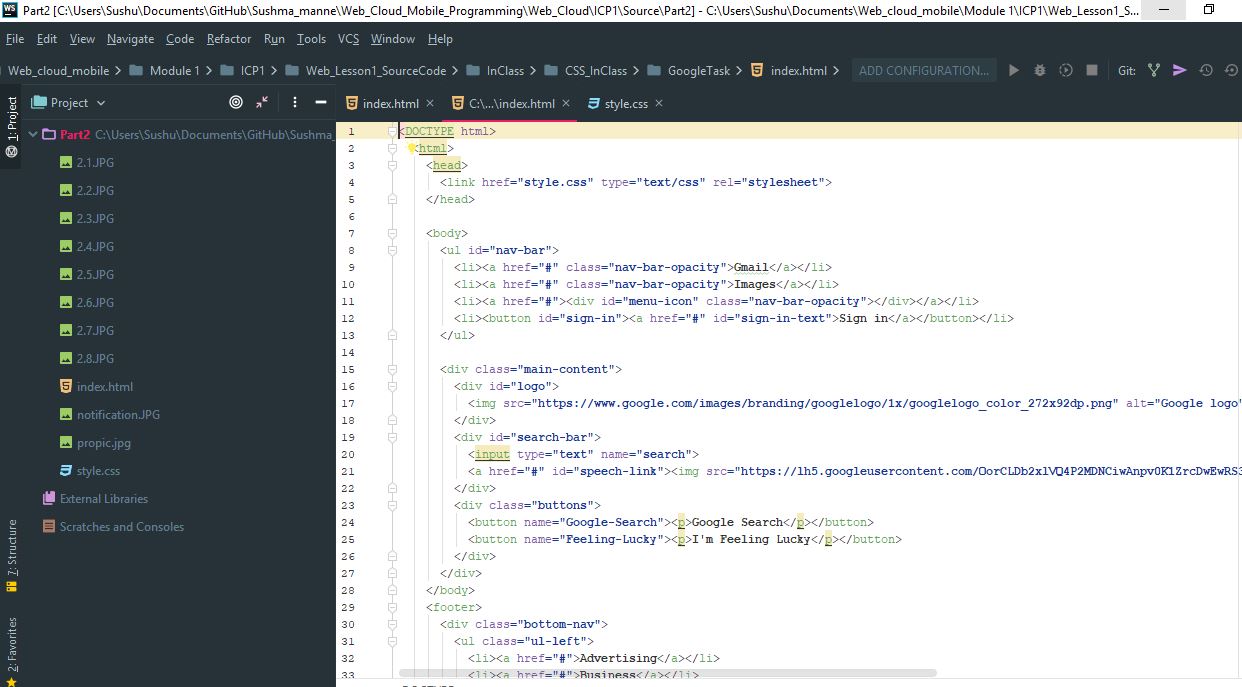 Part2 [C:\Users\Sushu\Documents\GitHub\Sushma_manne\Web_Cloud_Mobile_Programming\Web_Cloud\ICP1\Source\Part2] - C:\Users\Sushu\Documents\Web_cloud_mobile\Module 1\ICP1\Web_Lesson1_S...
File Edit View Navigate Code Refactor Run Tools VCS Window Help
Web_cloud_mobile Module 1 ICP1 Web_Lesson1_SourceCode InClass CSS_InClass GoogleTask index.html ADD CONFIGURATION... Git:
Project index.html C:\...\index.html style.css
1: Project
Part2 C:\Users\Sushu\Documents\GitHub\Sushma_
2.1.JPG
2.2.JPG
2.3.JPG
2.4.JPG
2.5.JPG
2.6.JPG
2.7.JPG
2.8.JPG
index.html
notification.JPG
propic.jpg
style.css
External Libraries
Scratches and Consoles
7: Structure
2: Favorites
1 <DOCTYPE html>
2 <html>
3 <head>
4 <link href="style.css" type="text/css" rel="stylesheet">
5 </head>
6
7 <body>
8 <ul id="nav-bar">
9 <li><a href="#" class="nav-bar-opacity">Gmail</a></li>
10 <li><a href="#" class="nav-bar-opacity">Images</a></li>
11 <li><a href="#"><div id="menu-icon" class="nav-bar-opacity"></div></a></li>
12 <li><button id="sign-in"><a href="#" id="sign-in-text">Sign in</a></button></li>
13 </ul>
14
15 <div class="main-content">
16 <div id="logo">
17 <img src="https://www.google.com/images/branding/googlelogo/1x/googlelogo_color_272x92dp.png" alt="Google logo"
18 </div>
19 <div id="search-bar">
20 <input type="text" name="search">
21 <a href="#" id="speech-link"><img src="https://lh5.googleusercontent.com/OorCLDb2xlVQ4P2MDNCiwAnpv0K1ZrcDwEwRS3
22 </div>
23 <div class="buttons">
24 <button name="Google-Search"><p>Google Search</p></button>
25 <button name="Feeling-Lucky"><p>I'm Feeling Lucky</p></button>
26 </div>
27 </div>
28 </body>
29 <footer>
30 <div class="bottom-nav">
31 <ul class="ul-left">
32 <li><a href="#">Advertising</a></li>
33 <li><a href="#">Business</a></li>